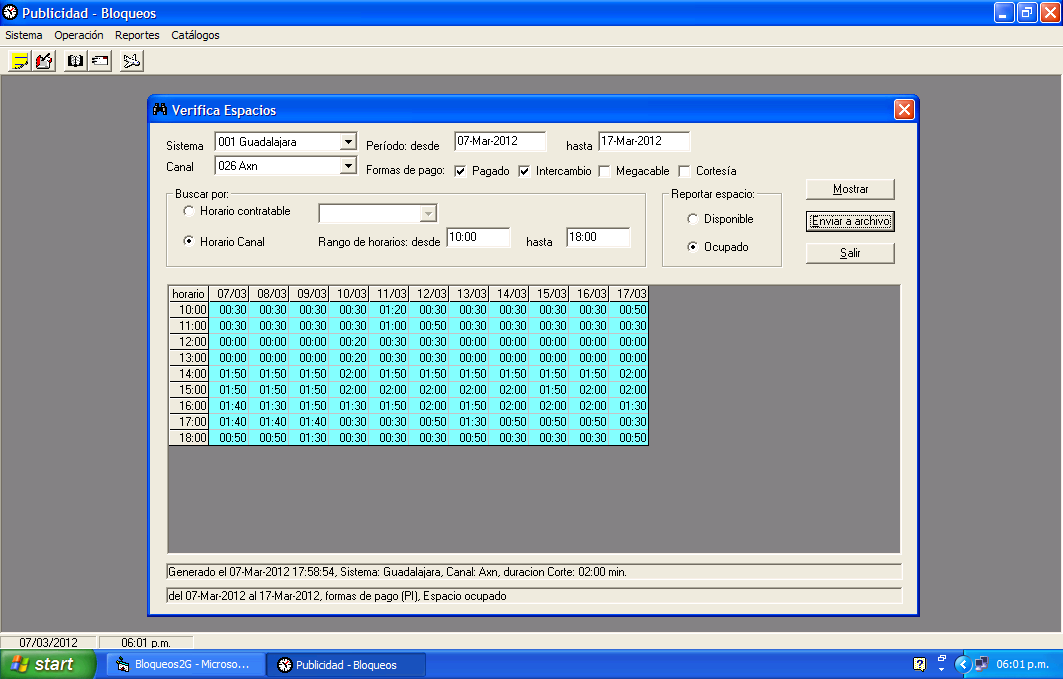 Publicidad - Bloqueos
Sistema Operación Reportes Catálogos
Verifica Espacios
Sistema 001 Guadalajara Período: desde 07-Mar-2012 hasta 17-Mar-2012
Canal 026 Axn Formas de pago: Pagado Intercambio Megacable Cortesía
Buscar por: Reportar espacio: Mostrar
Horario contratable Disponible Enviar a archivo
Horario Canal Rango de horarios: desde 10:00 hasta 18:00 Ocupado Salir
horario 07/03 08/03 09/03 10/03 11/03 12/03 13/03 14/03 15/03 16/03 17/03
10:00 00:30 00:30 00:30 00:30 01:20 00:30 00:30 00:30 00:30 00:30 00:50
11:00 00:30 00:30 00:30 00:30 01:00 00:50 00:30 00:30 00:30 00:30 00:30
12:00 00:00 00:00 00:00 00:20 00:30 00:30 00:00 00:00 00:00 00:00 00:00
13:00 00:00 00:00 00:00 00:20 00:30 00:30 00:00 00:00 00:00 00:00 00:00
14:00 01:50 01:50 01:50 02:00 01:50 01:50 01:50 01:50 01:50 01:50 02:00
15:00 01:50 01:50 01:50 02:00 02:00 02:00 02:00 02:00 01:50 02:00 02:00
16:00 01:40 01:30 01:50 01:30 01:50 02:00 01:50 02:00 02:00 02:00 01:30
17:00 01:40 01:40 01:40 00:30 00:30 00:50 01:30 00:50 00:50 00:50 00:30
18:00 00:50 00:50 01:30 00:30 00:30 00:30 00:50 00:30 00:30 00:30 00:50
Generado el 07-Mar-2012 17:58:54, Sistema: Guadalajara, Canal: Axn, duracion Corte: 02:00 min.
del 07-Mar-2012 al 17-Mar-2012, formas de pago (PI), Espacio ocupado
07/03/2012 06:01 p.m.
start Bloqueos2G - Microso... Publicidad - Bloqueos 06:01 p.m.